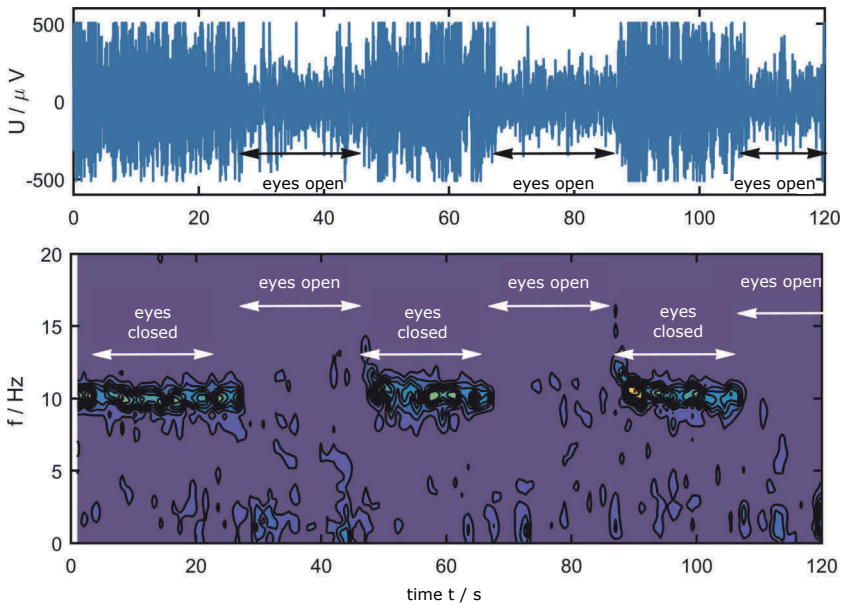 500
0
-500
U / μ V
eyes open
eyes open
eyes open
0
20
40
60
80
100
120
20
15
10
5
0
f / Hz
eyes
closed
eyes open
eyes
closed
eyes open
eyes
closed
eyes open
0
20
40
60
80
100
120
time t / s